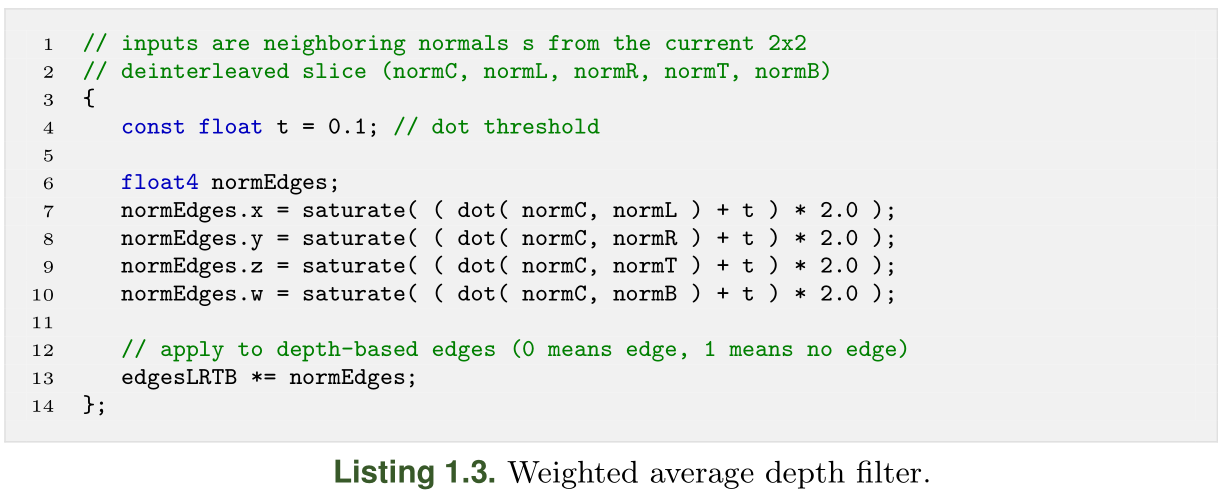 1 // inputs are neighboring normals s from the current 2x2
2 // deinterleaved slice (normC, normL, normR, normT, normB)
3 {
4 const float t = 0.1; // dot threshold
5
6 float4 normEdges;
7 normEdges.x = saturate( ( dot( normC, normL ) + t ) * 2.0 );
8 normEdges.y = saturate( ( dot( normC, normR ) + t ) * 2.0 );
9 normEdges.z = saturate( ( dot( normC, normT ) + t ) * 2.0 );
10 normEdges.w = saturate( ( dot( normC, normB ) + t ) * 2.0 );
11
12 // apply to depth-based edges (0 means edge, 1 means no edge)
13 edgesLRTB *= normEdges;
14 };
Listing 1.3. Weighted average depth filter.